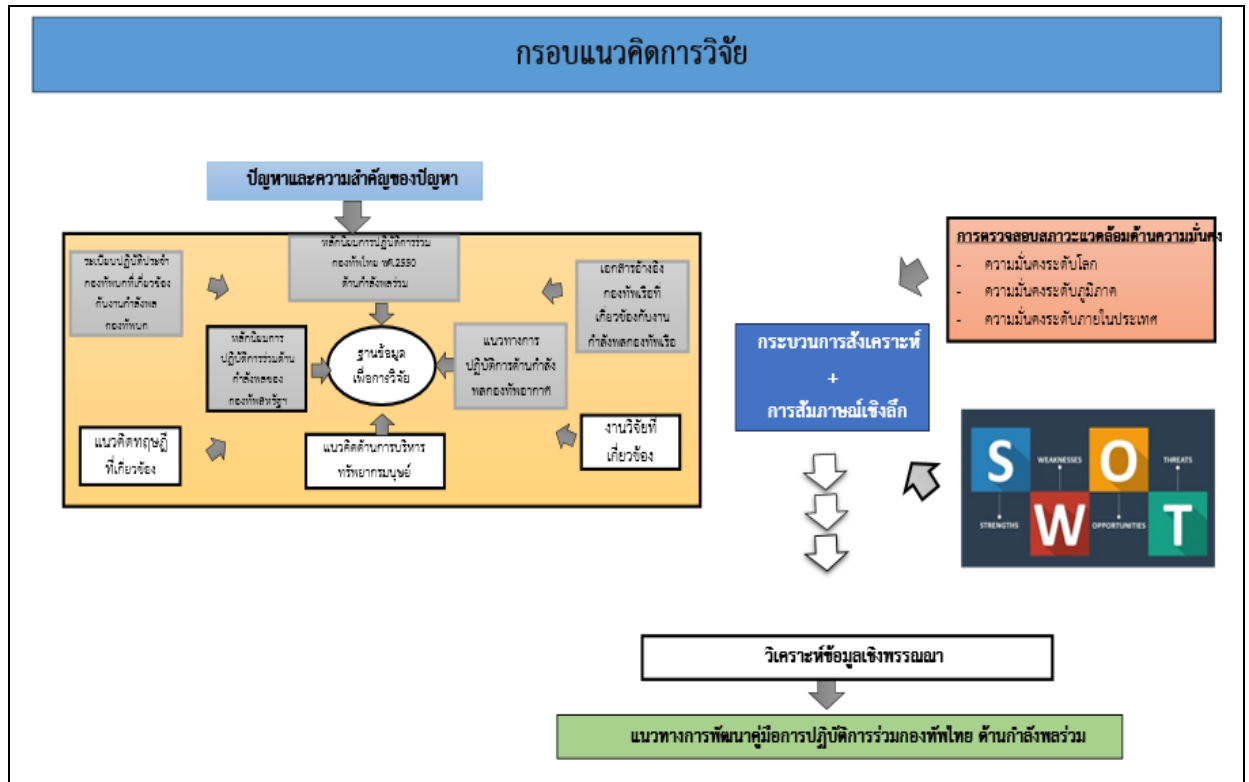 กรอบแนวคิดการวิจัย
ปัญหาและความสำคัญของปัญหา
หลักนิยมการปฏิบัติการร่วม
กองทัพไทย พศ.2550
ด้านกำลังพลร่วม
ระเบียบปฏิบัติประจำ
กองทัพบกที่เกี่ยวข้อง
กับงานกำลังพล
กองทัพบก
เอกสารอ้างอิง
กองทัพเรือที่
เกี่ยวข้องกับงาน
กำลังพลกองทัพเรือ
หลักนิยมการ
ปฏิบัติการร่วมด้าน
กำลังพลของ
กองทัพสหรัฐฯ
ฐานข้อมูล
เพื่อการวิจัย
แนวทางการ
ปฏิบัติการด้านกำลัง
พลกองทัพอากาศ
แนวคิดทฤษฎี
ที่เกี่ยวข้อง
แนวคิดด้านการบริหาร
ทรัพยากรมนุษย์
งานวิจัยที่
เกี่ยวข้อง
การตรวจสอบสภาวะแวดล้อมด้านความมั่นคง
- ความมั่นคงระดับโลก
- ความมั่นคงระดับภูมิภาค
- ความมั่นคงระดับภายในประเทศ
กระบวนการสังเคราะห์
+
การสัมภาษณ์เชิงลึก
S WEAKNESSES O THREATS
STRENGTHS W OPPORTUNITIES T
วิเคราะห์ข้อมูลเชิงพรรณณา
แนวทางการพัฒนาคู่มือการปฏิบัติการร่วมกองทัพไทย ด้านกำลังพลร่วม